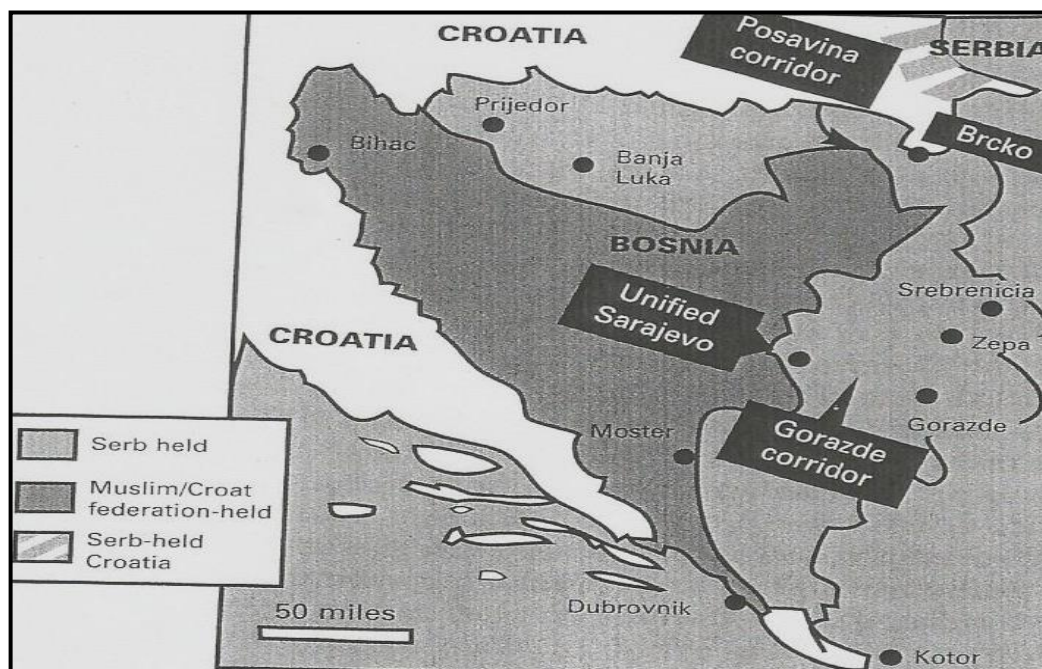 CROATIA
Posavina
corridor
SERBIA
Prijedor
Bihac
Banja
Luka
Brcko
BOSNIA
Unified
Sarajevo
Srebrenicia
Zepa
CROATIA
Gorazde
Moster
Gorazde
corridor
Serb held
Muslim/Croat
federation-held
Serb-held
Croatia
50 miles
Dubrovnik
Kotor